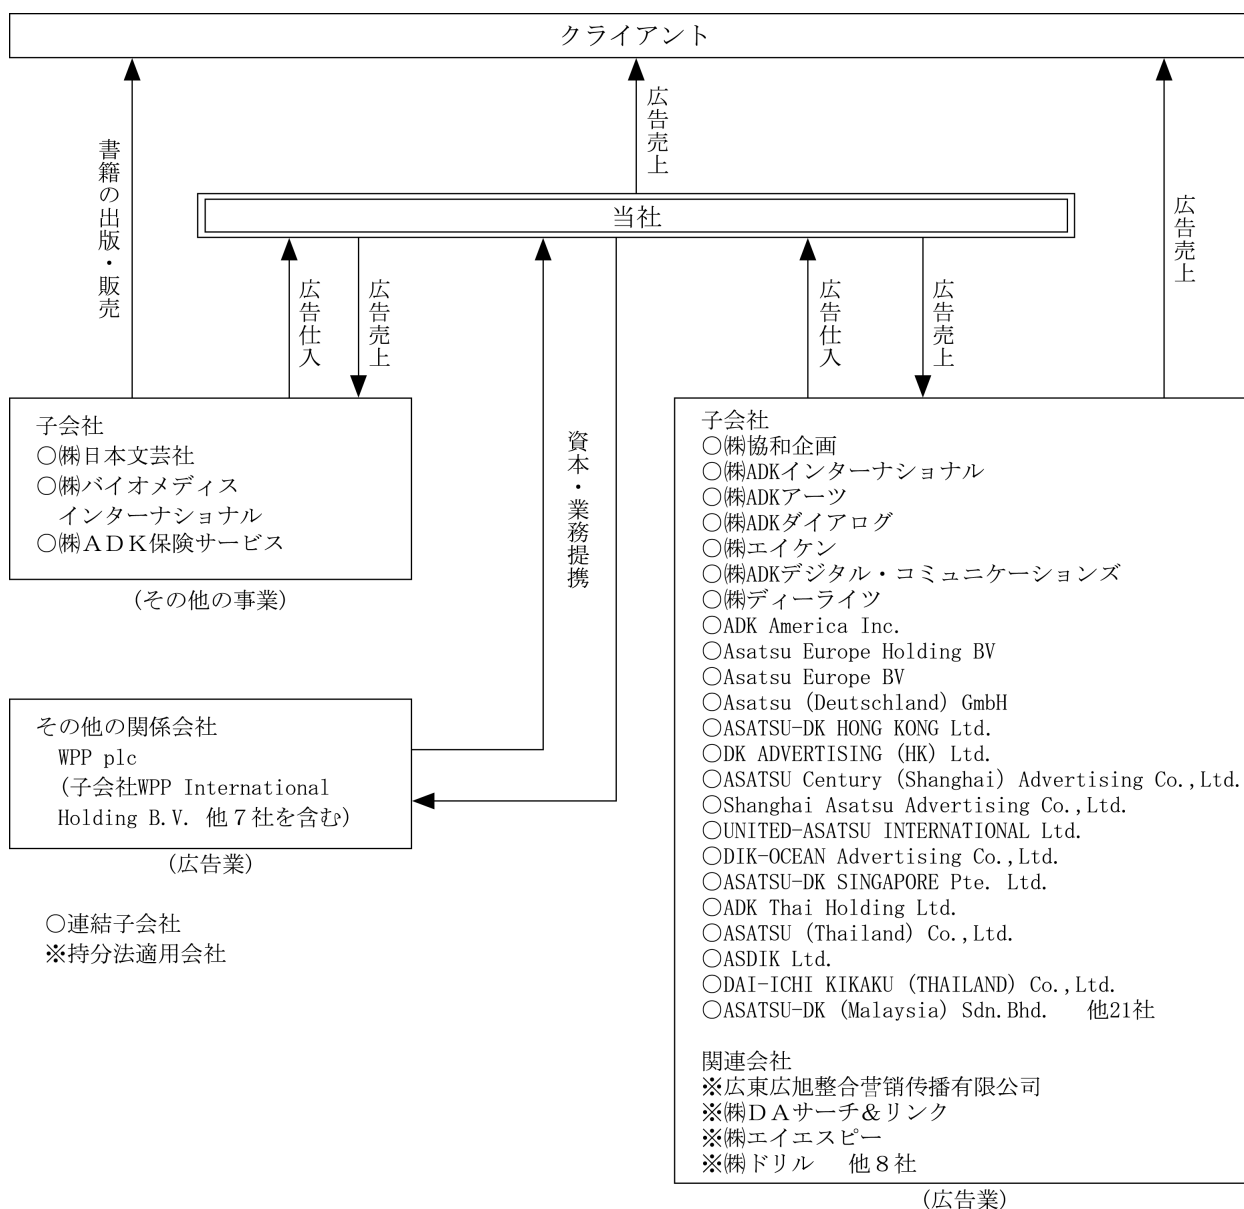 クライアント
書籍の出版・販売
広告売上
広告売上
当社
広告仕入
広告売上
資本・業務提携
広告仕入
広告売上
子会社
○㈱日本文芸社
○㈱バイオメディス
インターナショナル
○㈱ＡＤＫ保険サービス
(その他の事業)
その他の関係会社
WPP plc
(子会社WPP International
Holding B.V. 他７社を含む)
(広告業)
○連結子会社
※持分法適用会社
子会社
○㈱協和企画
○㈱ADKインターナショナル
○㈱ADKアーツ
○㈱ADKダイアログ
○㈱エイケン
○㈱ADKデジタル・コミュニケーションズ
○㈱ディーライツ
○ADK America Inc.
○Asatsu Europe Holding BV
○Asatsu Europe BV
○Asatsu (Deutschland) GmbH
○ASATSU-DK HONG KONG Ltd.
○DK ADVERTISING (HK) Ltd.
○ASATSU Century (Shanghai) Advertising Co.,Ltd.
○Shanghai Asatsu Advertising Co.,Ltd.
○UNITED-ASATSU INTERNATIONAL Ltd.
○DIK-OCEAN Advertising Co.,Ltd.
○ASATSU-DK SINGAPORE Pte. Ltd.
○ADK Thai Holding Ltd.
○ASATSU (Thailand) Co.,Ltd.
○ASDIK Ltd.
○DAI-ICHI KIKAKU (THAILAND) Co.,Ltd.
○ASATSU-DK (Malaysia) Sdn.Bhd. 他21社
関連会社
※広東広旭整合营销传播有限公司
※㈱ＤＡサーチ＆リンク
※㈱エイエスピー
※㈱ドリル 他８社
(広告業)